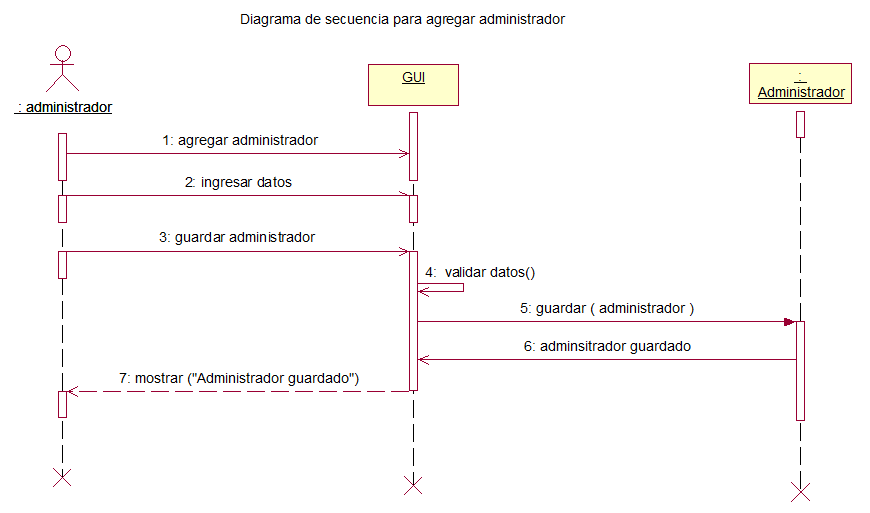 Diagrama de secuencia para agregar administrador
: administrador
GUI
:
Administrador
1: agregar administrador
2: ingresar datos
3: guardar administrador
4:  validar datos()
5: guardar ( administrador )
6: adminsitrador guardado
7: mostrar ("Administrador guardado")